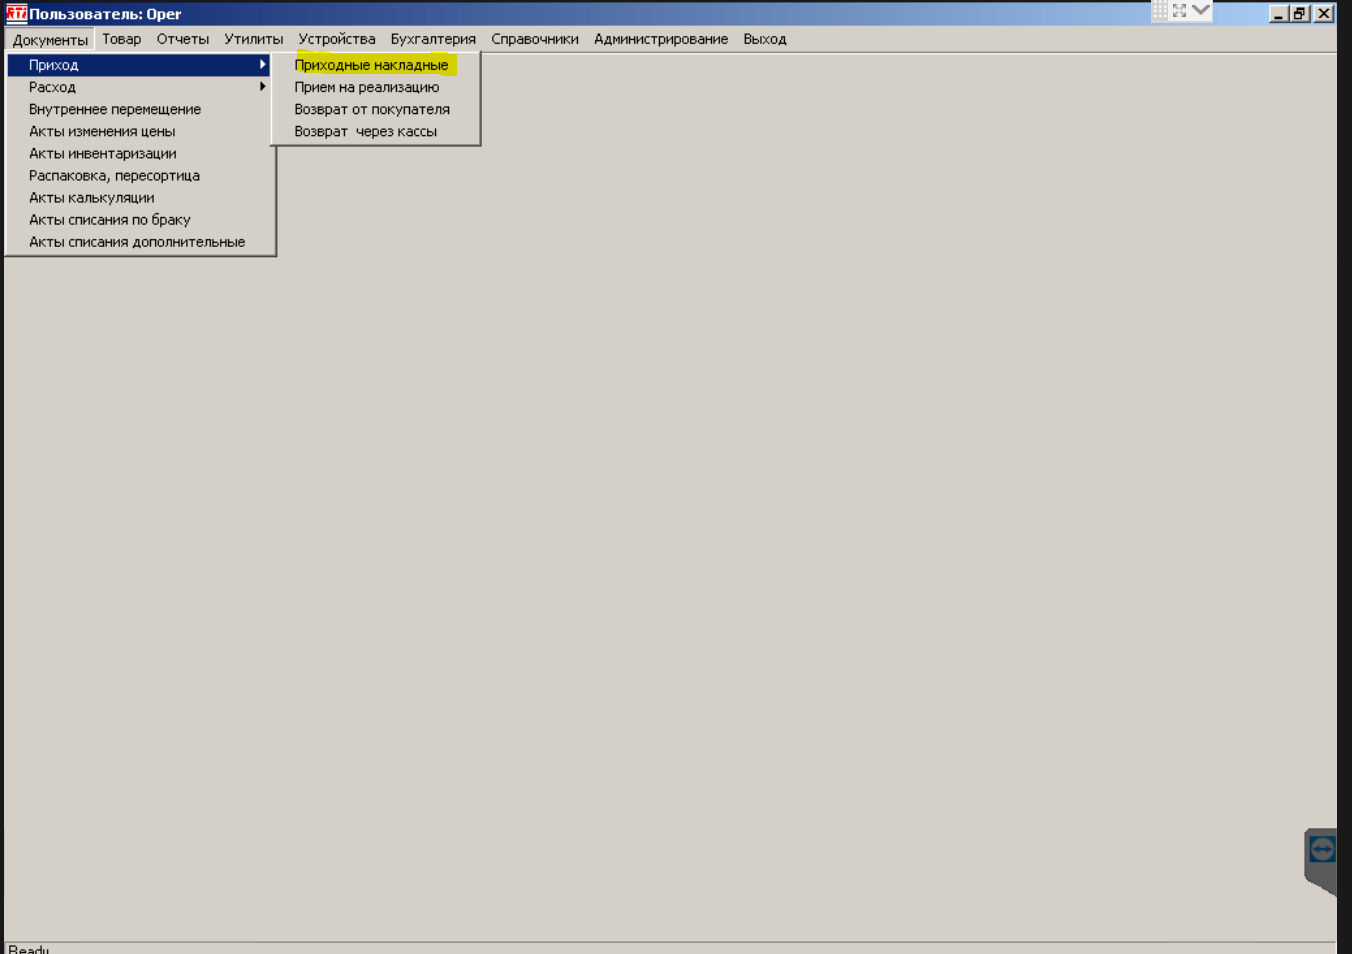 Пользователь: Oper
Документы Товар Отчеты Утилиты Устройства Бухгалтерия Справочники Администрирование Выход
Приход
Расход
Внутреннее перемещение
Акты изменения цены
Акты инвентаризации
Распаковка, пересортица
Акты калькуляции
Акты списания по браку
Акты списания дополнительные
Приходные накладные
Прием на реализацию
Возврат от покупателя
Возврат через кассы
Ready